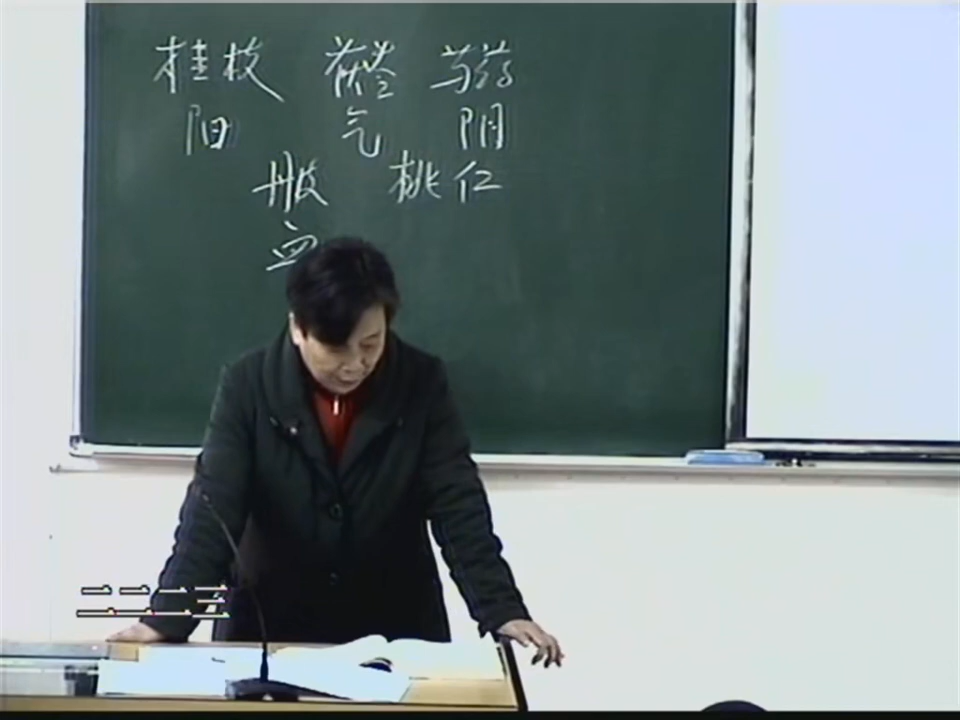 桂枝 茯苓 芍药
阳 气 阴
丹皮 桃仁
血